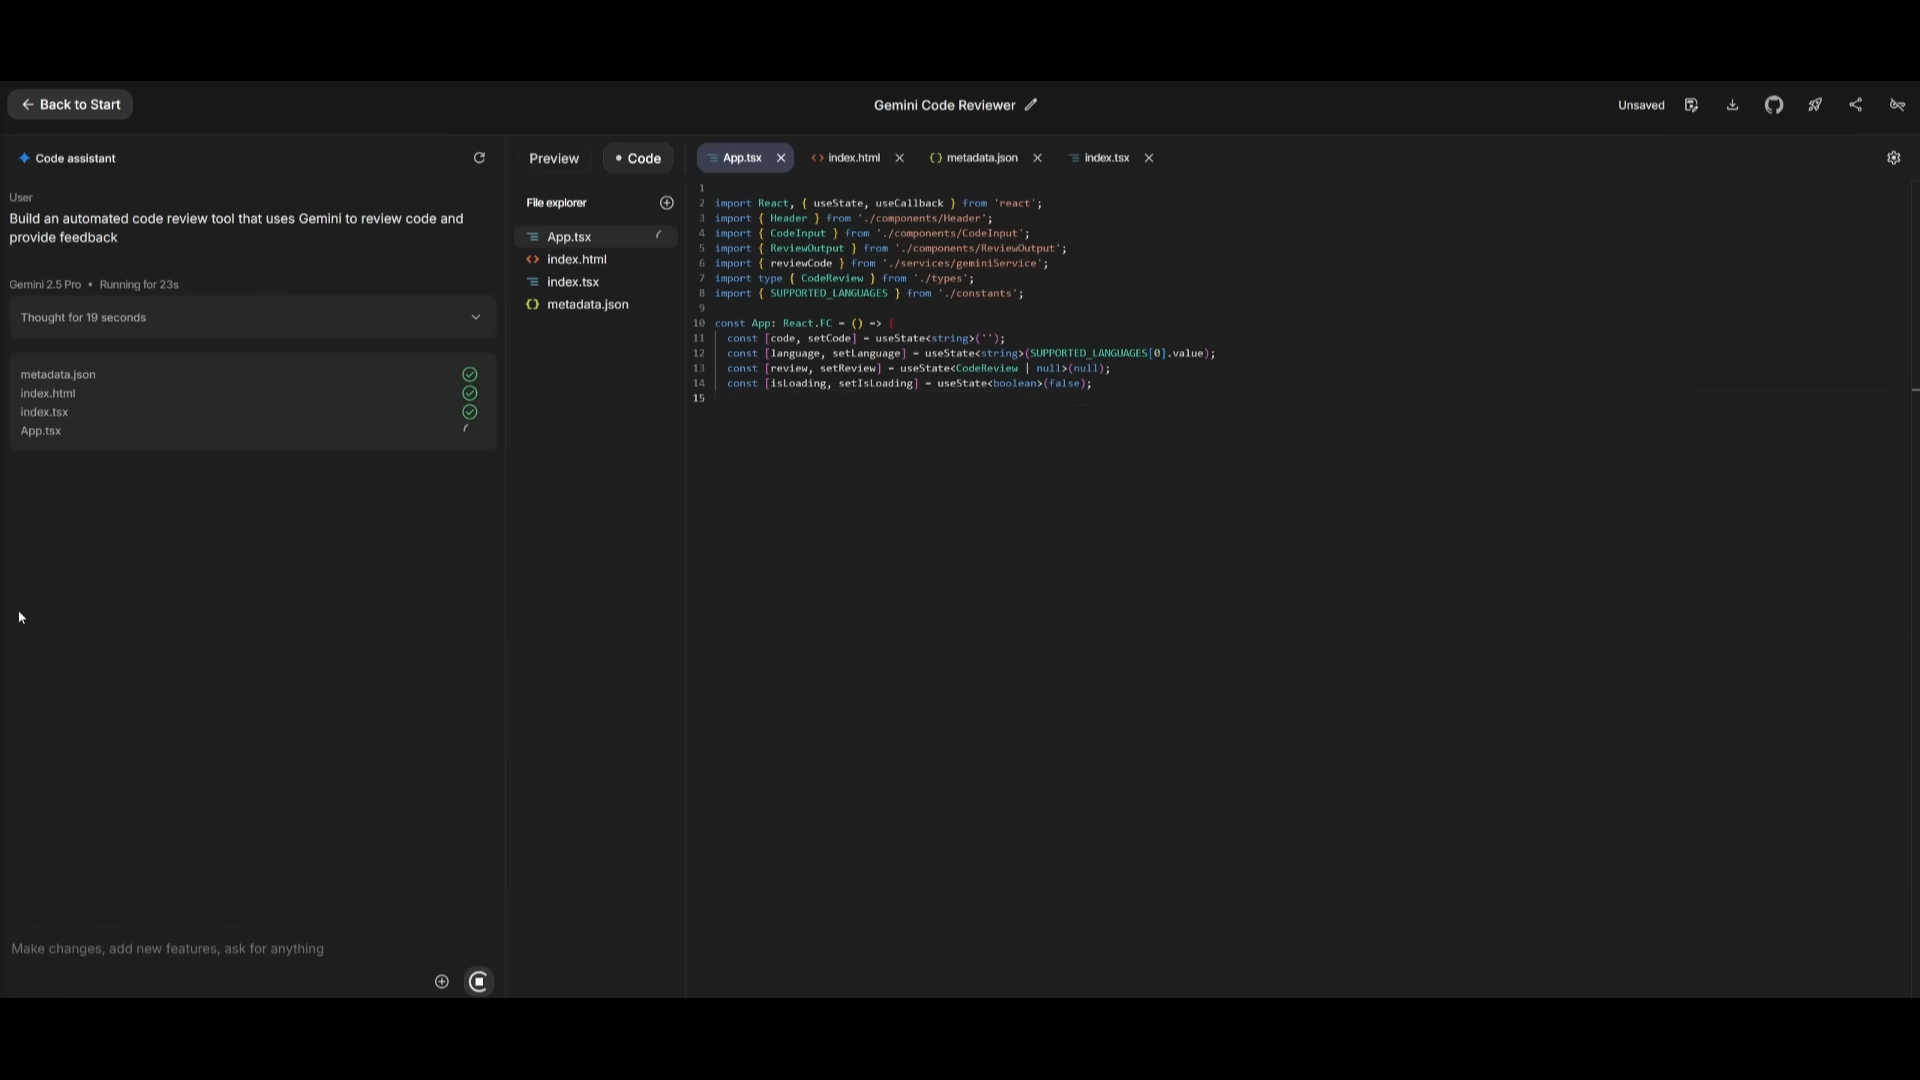 Back to Start
Gemini Code Reviewer
Unsaved
Code assistant
User
Build an automated code review tool that uses Gemini to review code and
provide feedback
Gemini 2.5 Pro • Running for 23s
Thought for 19 seconds
metadata.json
index.html
index.tsx
App.tsx
Make changes, add new features, ask for anything
Preview
Code
File explorer
App.tsx
index.html
index.tsx
metadata.json
App.tsx
index.html
{} metadata.json
index.tsx
1
2 import React, { useState, useCallback } from 'react';
3 import { Header } from './components/Header';
4 import { CodeInput } from './components/CodeInput';
5 import { ReviewOutput } from './components/ReviewOutput';
6 import { reviewCode } from './services/geminiService';
7 import type { CodeReview } from './types';
8 import { SUPPORTED_LANGUAGES } from './constants';
9
10 const App: React.FC = () => {
11 const [code, setCode] = useState<string>('');
12 const [language, setLanguage] = useState<string>(SUPPORTED_LANGUAGES[0].value);
13 const [review, setReview] = useState<CodeReview | null>(null);
14 const [isLoading, setIsLoading] = useState<boolean>(false);
15